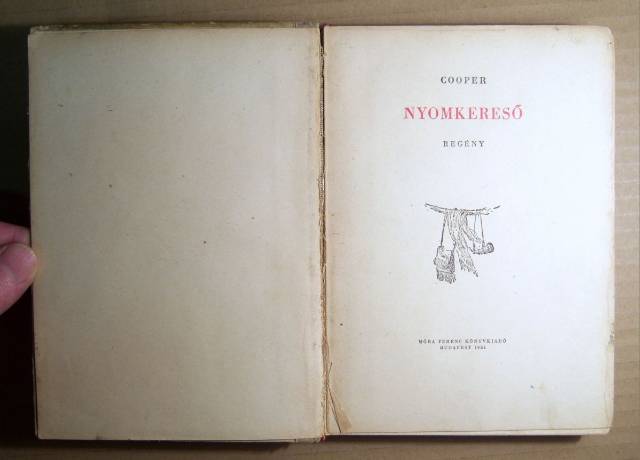 COOPER
NYOMKERESŐ
REGÉNY
MÓRA FERENC KÖNYVKIADÓ
BUDAPEST